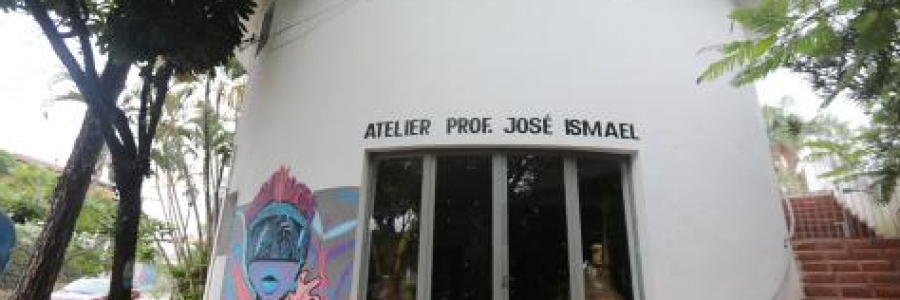 ATELIER PROF. JOSÉ ISMAEL